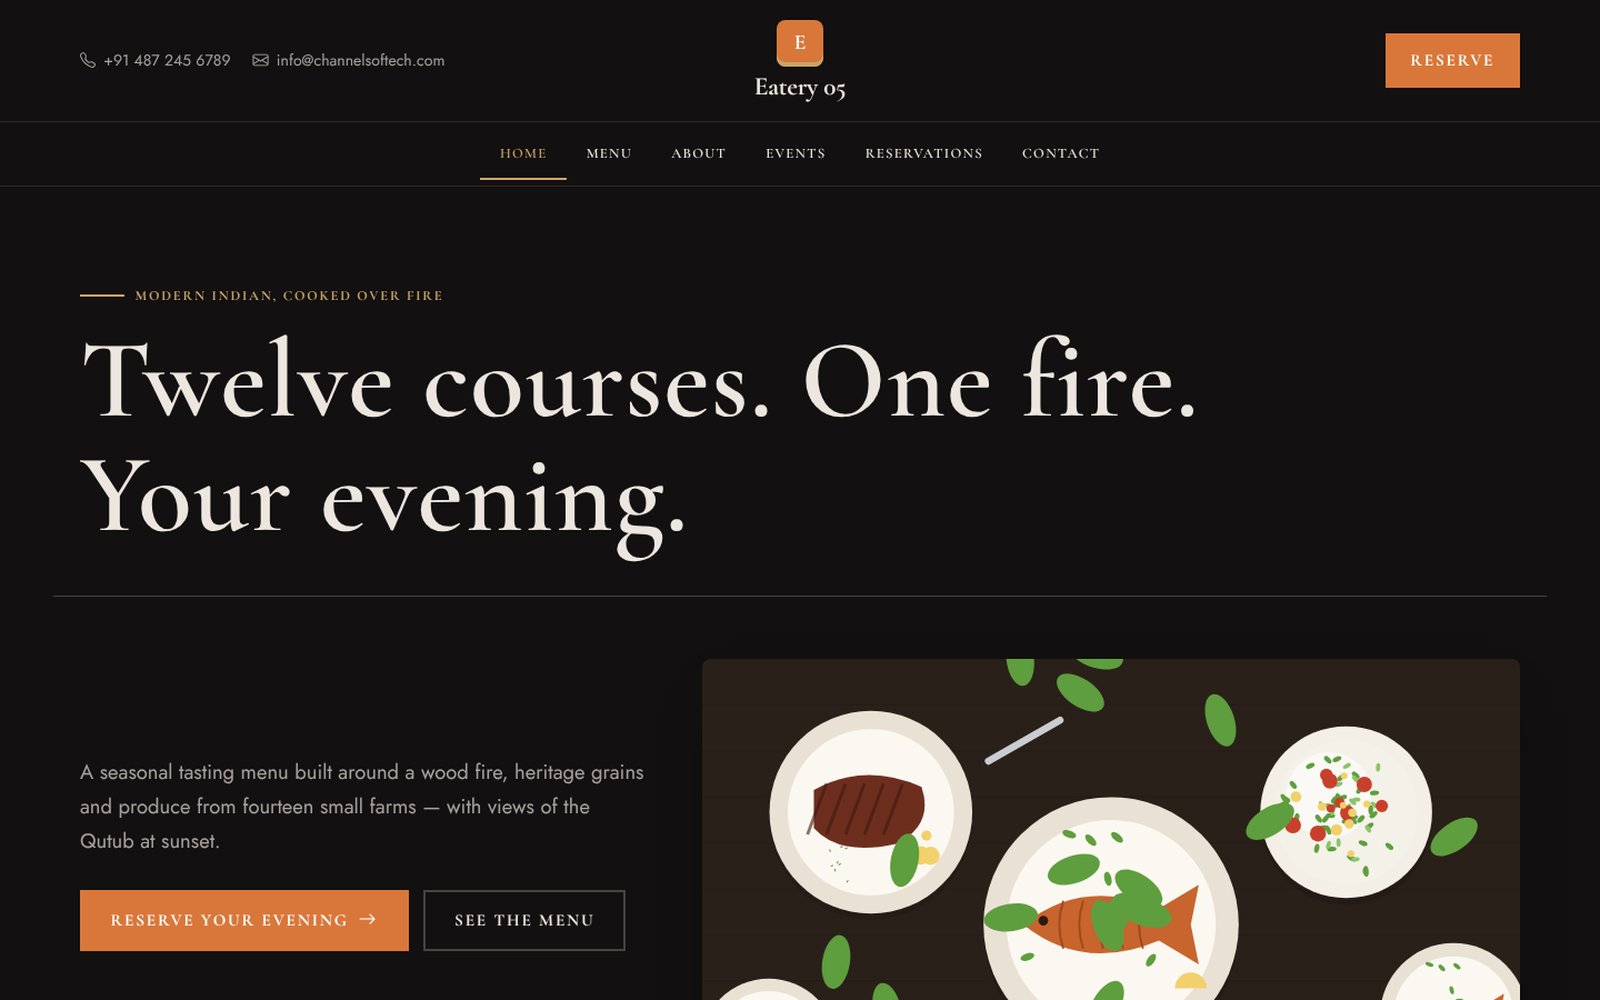 +91 487 245 6789
info@channelsoftech.com
E
Eatery 05
RESERVE
HOME
MENU
ABOUT
EVENTS
RESERVATIONS
CONTACT
MODERN INDIAN, COOKED OVER FIRE
Twelve courses. One fire.
Your evening.
A seasonal tasting menu built around a wood fire, heritage grains
and produce from fourteen small farms — with views of the
Qutub at sunset.
RESERVE YOUR EVENING →
SEE THE MENU